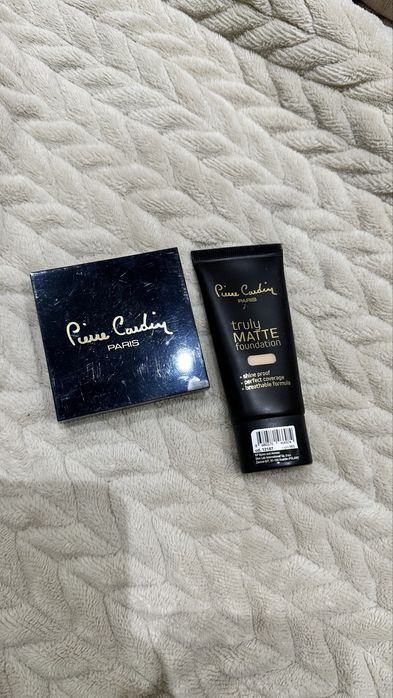 Pierre Cardin
PARIS
Pierre Cardin
PARIS
truly
MATTE
foundation
• shine proof
• perfect coverage
• breathable formula